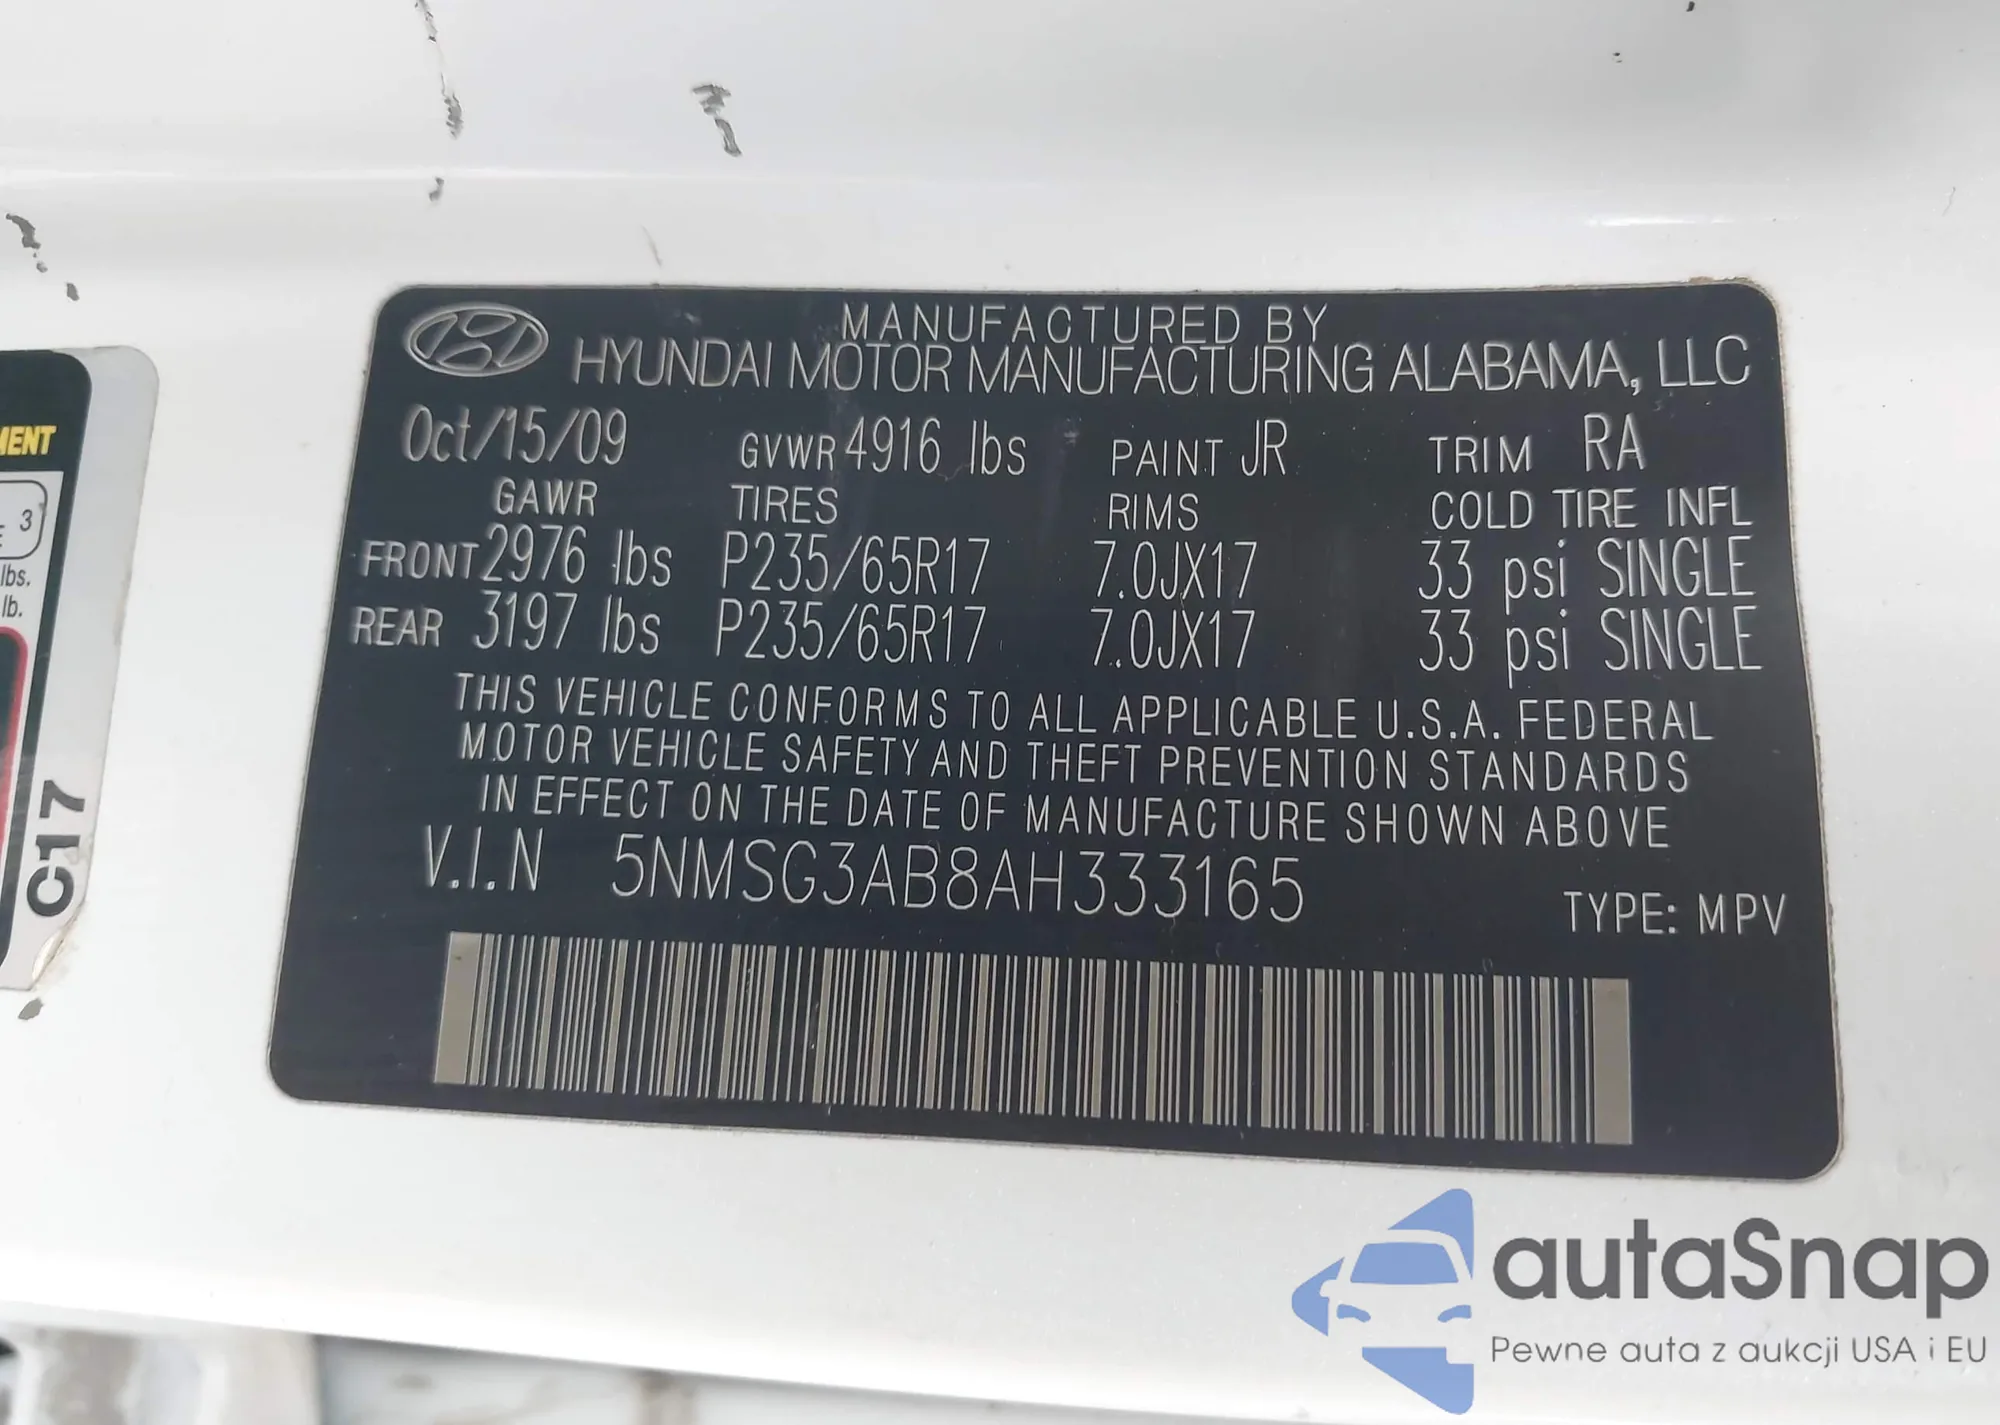 MANUFACTURED BY
HYUNDAI MOTOR MANUFACTURING ALABAMA, LLC
Oct/15/09 GVWR 4916 lbs PAINT JR TRIM RA
GAWR TIRES RIMS COLD TIRE INFL
FRONT 2976 lbs P235/65R17 7.0JX17 33 psi SINGLE
REAR 3197 lbs P235/65R17 7.0JX17 33 psi SINGLE
THIS VEHICLE CONFORMS TO ALL APPLICABLE U.S.A. FEDERAL
MOTOR VEHICLE SAFETY AND THEFT PREVENTION STANDARDS
IN EFFECT ON THE DATE OF MANUFACTURE SHOWN ABOVE
V.I.N 5NMSG3AB8AH333165
TYPE: MPV
3
lbs.
lb.
C17
autaSnap
Pewne auta z aukcji USA i EU